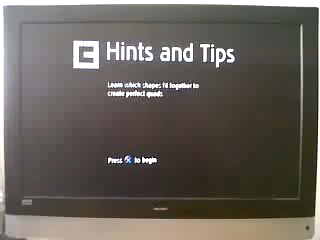 Hints and Tips
Learn which shapes fit together to
create perfect quads.
Press X to begin